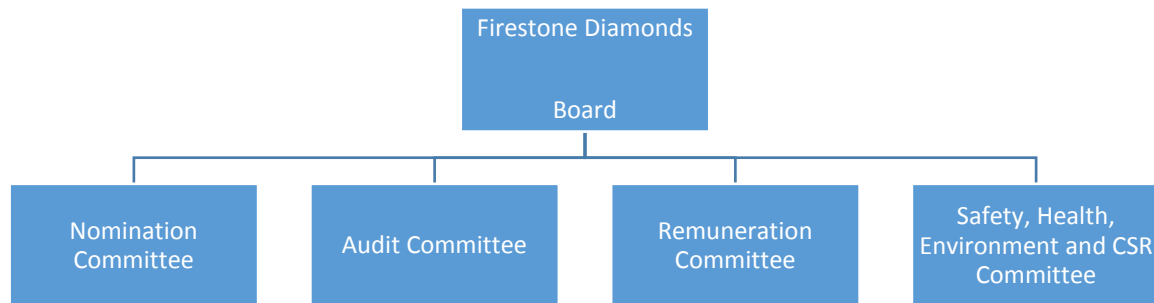 Firestone Diamonds
Board
Nomination
Committee
Audit Committee
Remuneration
Committee
Safety, Health,
Environment and CSR
Committee